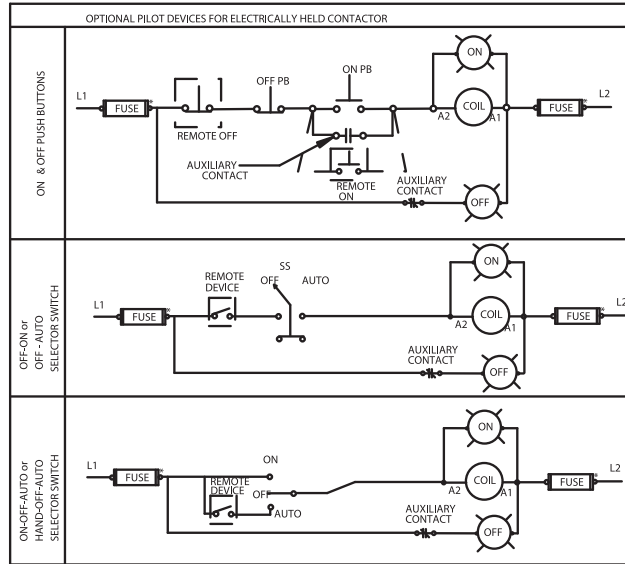 OPTIONAL PILOT DEVICES FOR ELECTRICALLY HELD CONTACTOR
ON & OFF PUSH BUTTONS
L1
FUSE
*
REMOTE OFF
OFF PB
ON PB
AUXILIARY
CONTACT
REMOTE
ON
AUXILIARY
CONTACT
ON
COIL
A2
A1
OFF
FUSE
*
L2
OFF-ON or
OFF - AUTO
SELECTOR SWITCH
L1
FUSE
*
REMOTE
DEVICE
SS
OFF
AUTO
AUXILIARY
CONTACT
ON
COIL
A2
A1
OFF
FUSE
*
L2
ON-OFF-AUTO or
HAND-OFF-AUTO
SELECTOR SWITCH
L1
FUSE
*
REMOTE
DEVICE
ON
OFF
AUTO
AUXILIARY
CONTACT
ON
COIL
A2
A1
OFF
FUSE
*
L2